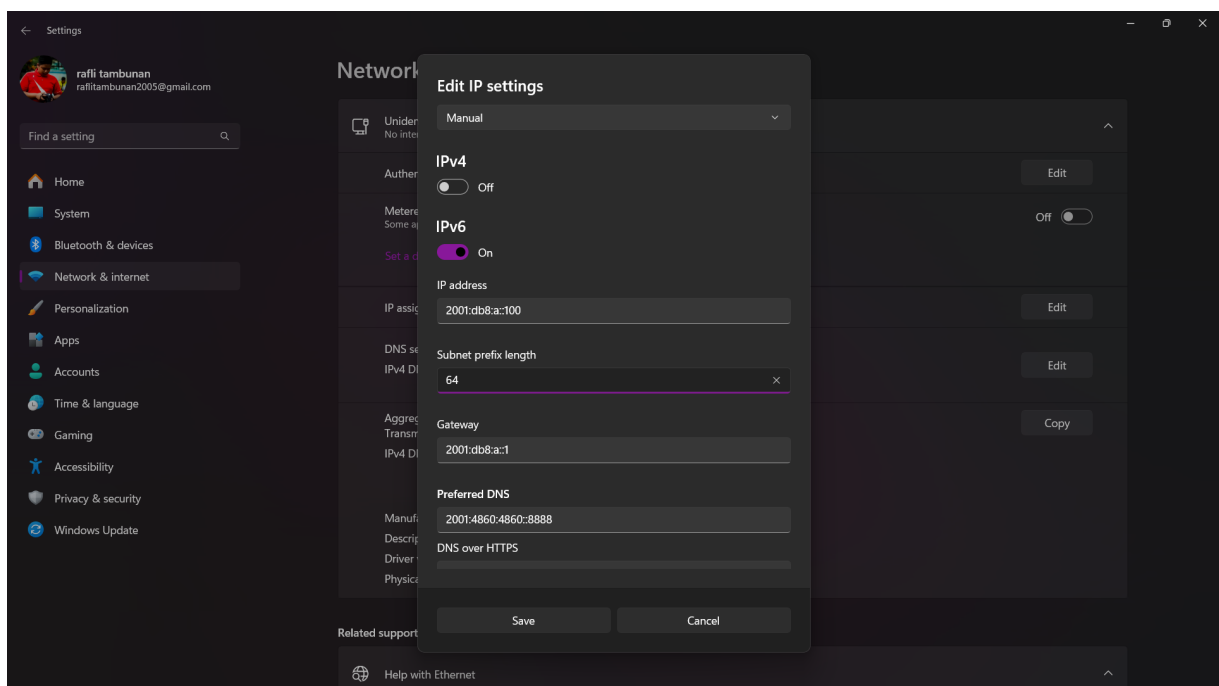 Settings
rafli tambunan
raflitambunan2005@gmail.com
Find a setting
Home
System
Bluetooth & devices
Network & internet
Personalization
Apps
Accounts
Time & language
Gaming
Accessibility
Privacy & security
Windows Update
Network
Uniden
No inte
Authen
Edit
Metere
Some a
Off
Set a d
IP assig
Edit
DNS se
IPv4 D
Edit
Aggreg
Transm
IPv4 D
Copy
Manufa
Descrip
Driver
Physica
Related support
Help with Ethernet
Edit IP settings
Manual
IPv4
Off
IPv6
On
IP address
2001:db8:a::100
Subnet prefix length
64
Gateway
2001:db8:a::1
Preferred DNS
2001:4860:4860::8888
DNS over HTTPS
Save
Cancel